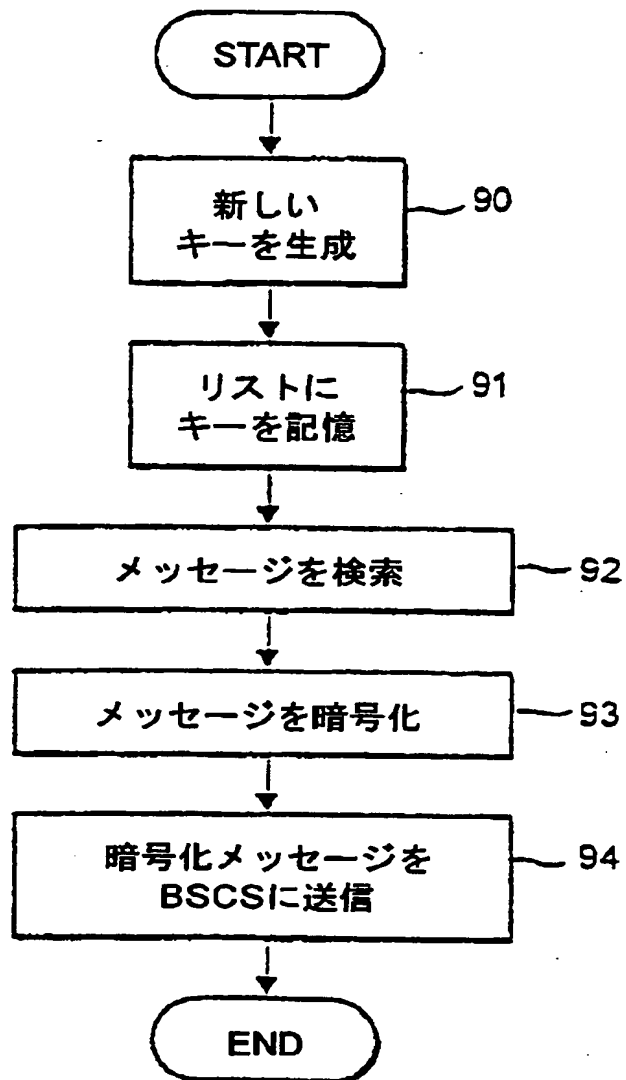 START
新しい
キーを生成
90
リストに
キーを記憶
91
メッセージを検索
92
メッセージを暗号化
93
暗号化メッセージを
BSCSに送信
94
END